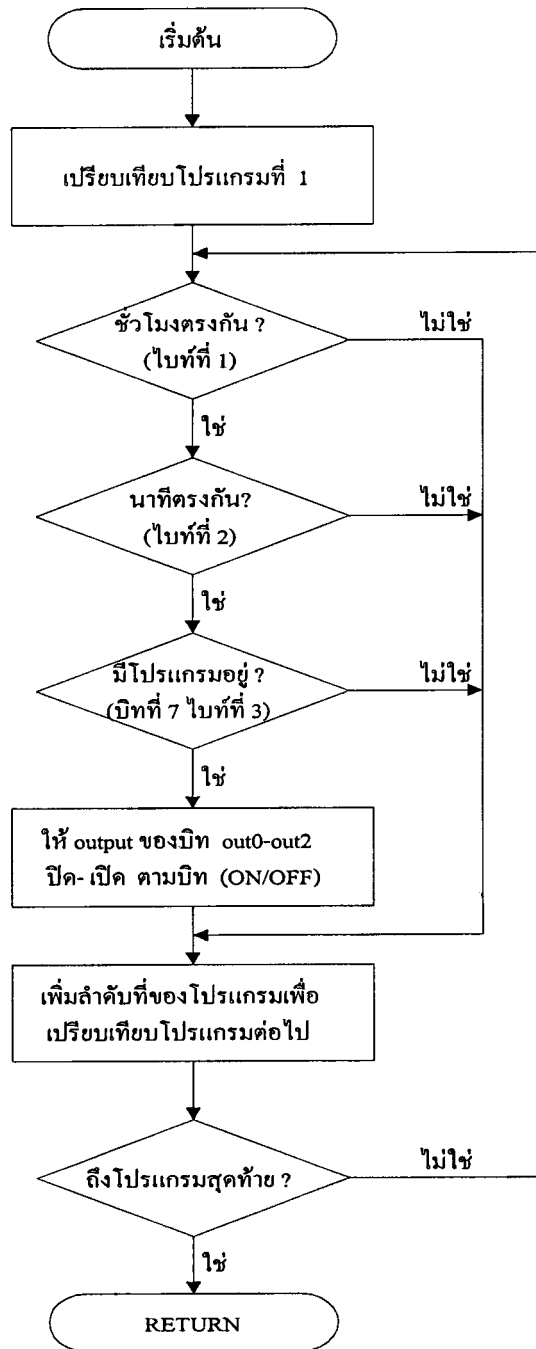 เริ่มต้น
เปรียบเทียบโปรแกรมที่ 1
ชั่วโมงตรงกัน ?
(ไบท์ที่ 1)
ไม่ใช่
ใช่
นาทีตรงกัน?
(ไบท์ที่ 2)
ไม่ใช่
ใช่
มีโปรแกรมอยู่ ?
(บิทที่ 7 ไบท์ที่ 3)
ไม่ใช่
ใช่
ให้ output ของบิท out0-out2
ปิด- เปิด ตามบิท (ON/OFF)
เพิ่มลำดับที่ของโปรแกรมเพื่อ
เปรียบเทียบโปรแกรมต่อไป
ถึงโปรแกรมสุดท้าย ?
ไม่ใช่
ใช่
RETURN